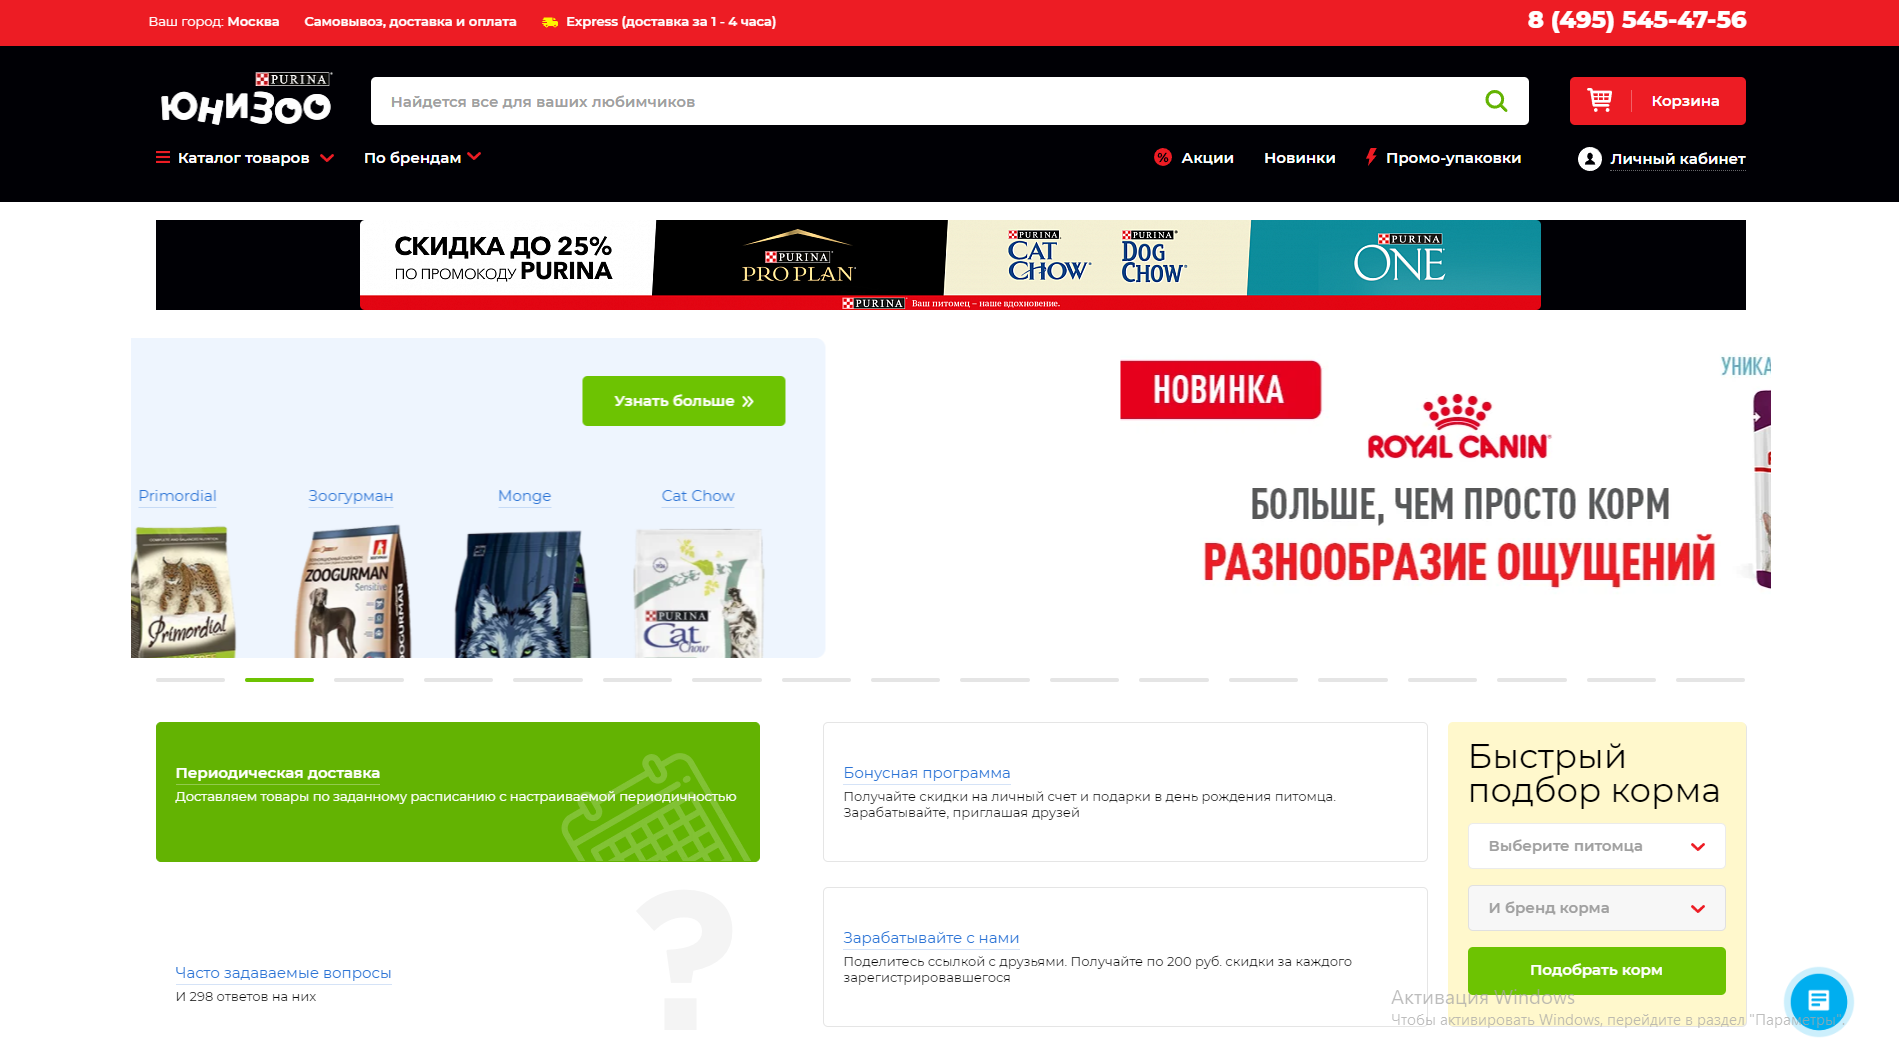 Ваш город: Москва
Самовывоз, доставка и оплата
Express (доставка за 1 - 4 часа)
8 (495) 545-47-56
PURINA
ЮНИЗОО
Найдется все для ваших любимчиков
Корзина
Каталог товаров
По брендам
% Акции
Новинки
Промо-упаковки
Личный кабинет
СКИДКА ДО 25%
ПО ПРОМОКОДУ PURINA
PURINA
PRO PLAN
PURINA
CAT
CHOW
PURINA
DOG
CHOW
PURINA
ONE
PURINA Ваш питомец – наше вдохновение.
Узнать больше »
Primordial
Зоогурман
Monge
Cat Chow
Primordial
ZOOGURMAN
Sensitive
ZOOGURMAN
PURINA
Cat
Chow
НОВИНКА
ROYAL CANIN
БОЛЬШЕ, ЧЕМ ПРОСТО КОРМ
РАЗНООБРАЗИЕ ОЩУЩЕНИЙ
УНИКА
Периодическая доставка
Доставляем товары по заданному расписанию с настраиваемой периодичностью
Бонусная программа
Получайте скидки на личный счет и подарки в день рождения питомца.
Зарабатывайте, приглашая друзей
Быстрый
подбор корма
Выберите питомца
И бренд корма
Подобрать корм
?
Часто задаваемые вопросы
И 298 ответов на них
Зарабатывайте с нами
Поделитесь ссылкой с друзьями. Получайте по 200 руб. скидки за каждого
зарегистрировавшегося
Активация Windows
Чтобы активировать Windows, перейдите в раздел "Параметры".